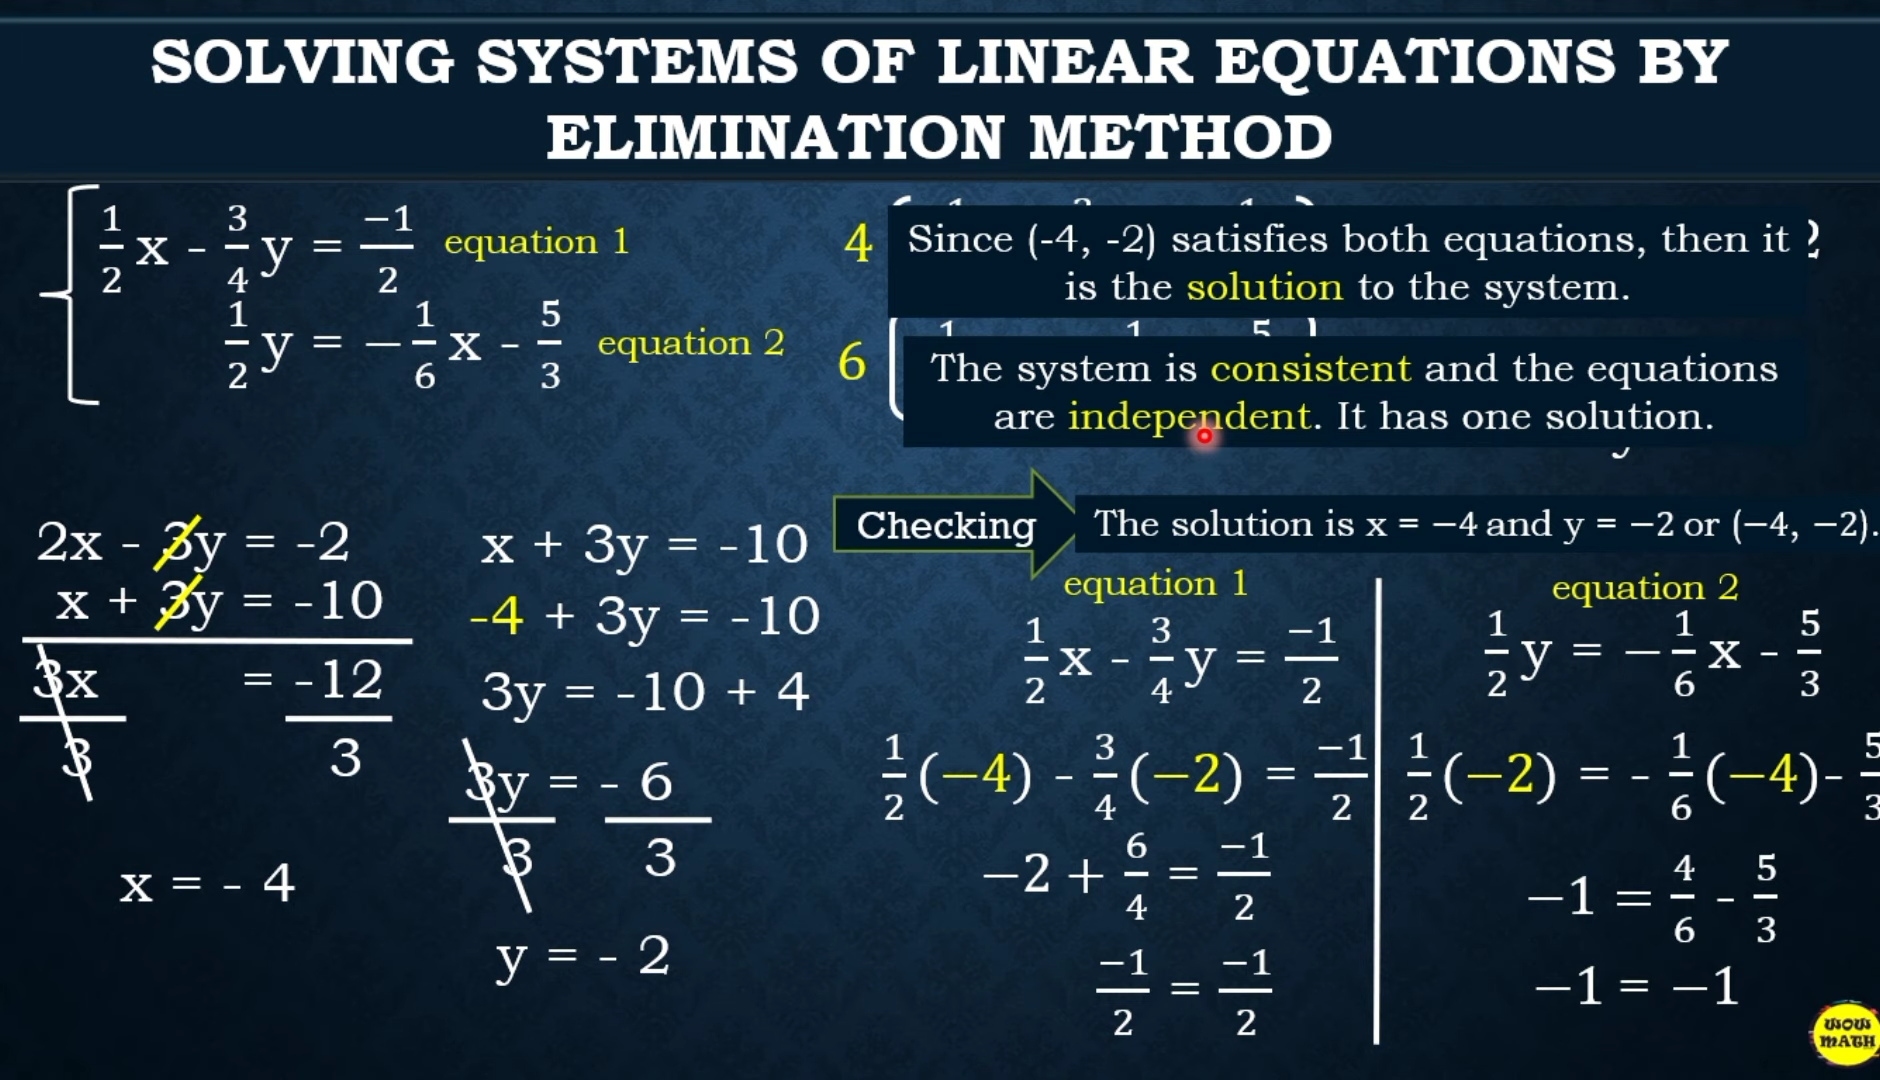 SOLVING SYSTEMS OF LINEAR EQUATIONS BY
ELIMINATION METHOD
1/2 x - 3/4 y = −1/2 equation 1
1/2 y = −1/6 x - 5/3 equation 2
4
Since (-4, -2) satisfies both equations, then it
is the solution to the system.
6
The system is consistent and the equations
are independent. It has one solution.
2x - 3y = -2
x + 3y = -10
3x = -12
3 3
x = - 4
x + 3y = -10
-4 + 3y = -10
3y = -10 + 4
3y = - 6
3 3
y = - 2
Checking
The solution is x = −4 and y = −2 or (−4, −2).
equation 1
1/2 x - 3/4 y = −1/2
1/2 (−4) - 3/4 (−2) = −1/2
−2 + 6/4 = −1/2
−1/2 = −1/2
equation 2
1/2 y = −1/6 x - 5/3
1/2 (−2) = - 1/6 (−4)- 5/3
−1 = 4/6 - 5/3
−1 = −1
WOW
MATH